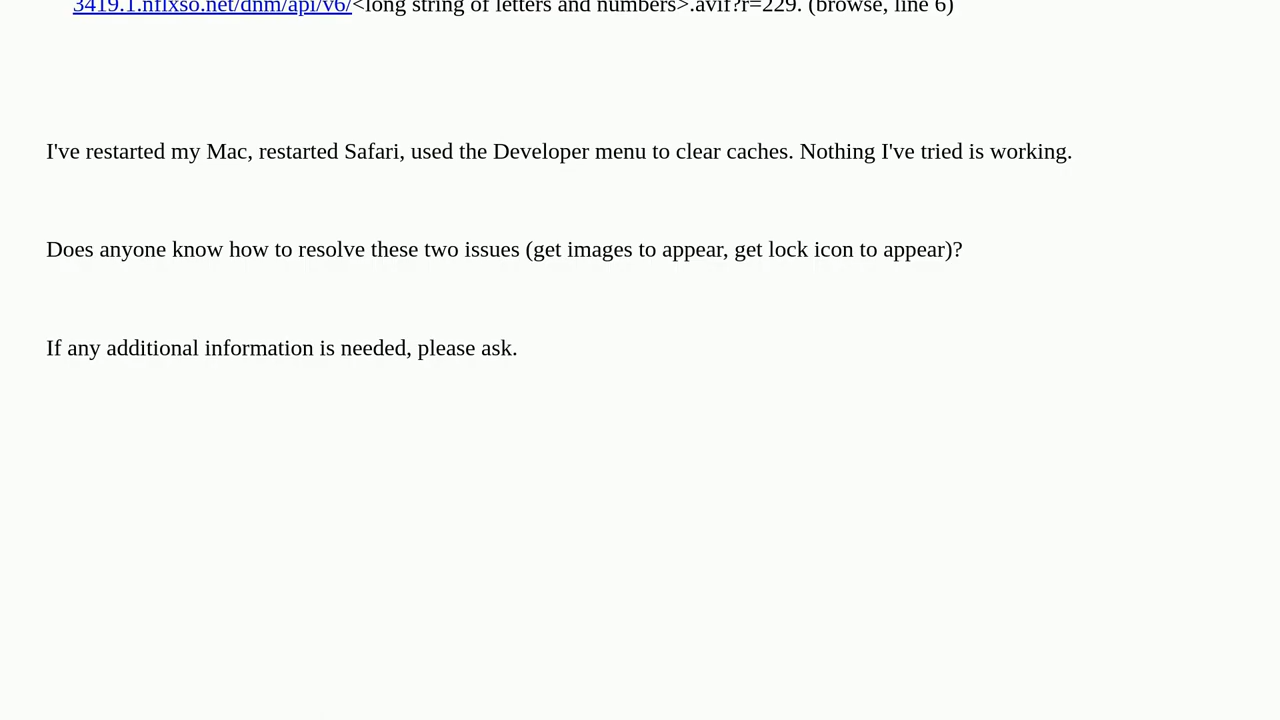 3419.1.nflxso.net/dnm/api/v6/<long string of letters and numbers>.avif?r=229. (browse, line 6)
I've restarted my Mac, restarted Safari, used the Developer menu to clear caches. Nothing I've tried is working.
Does anyone know how to resolve these two issues (get images to appear, get lock icon to appear)?
If any additional information is needed, please ask.